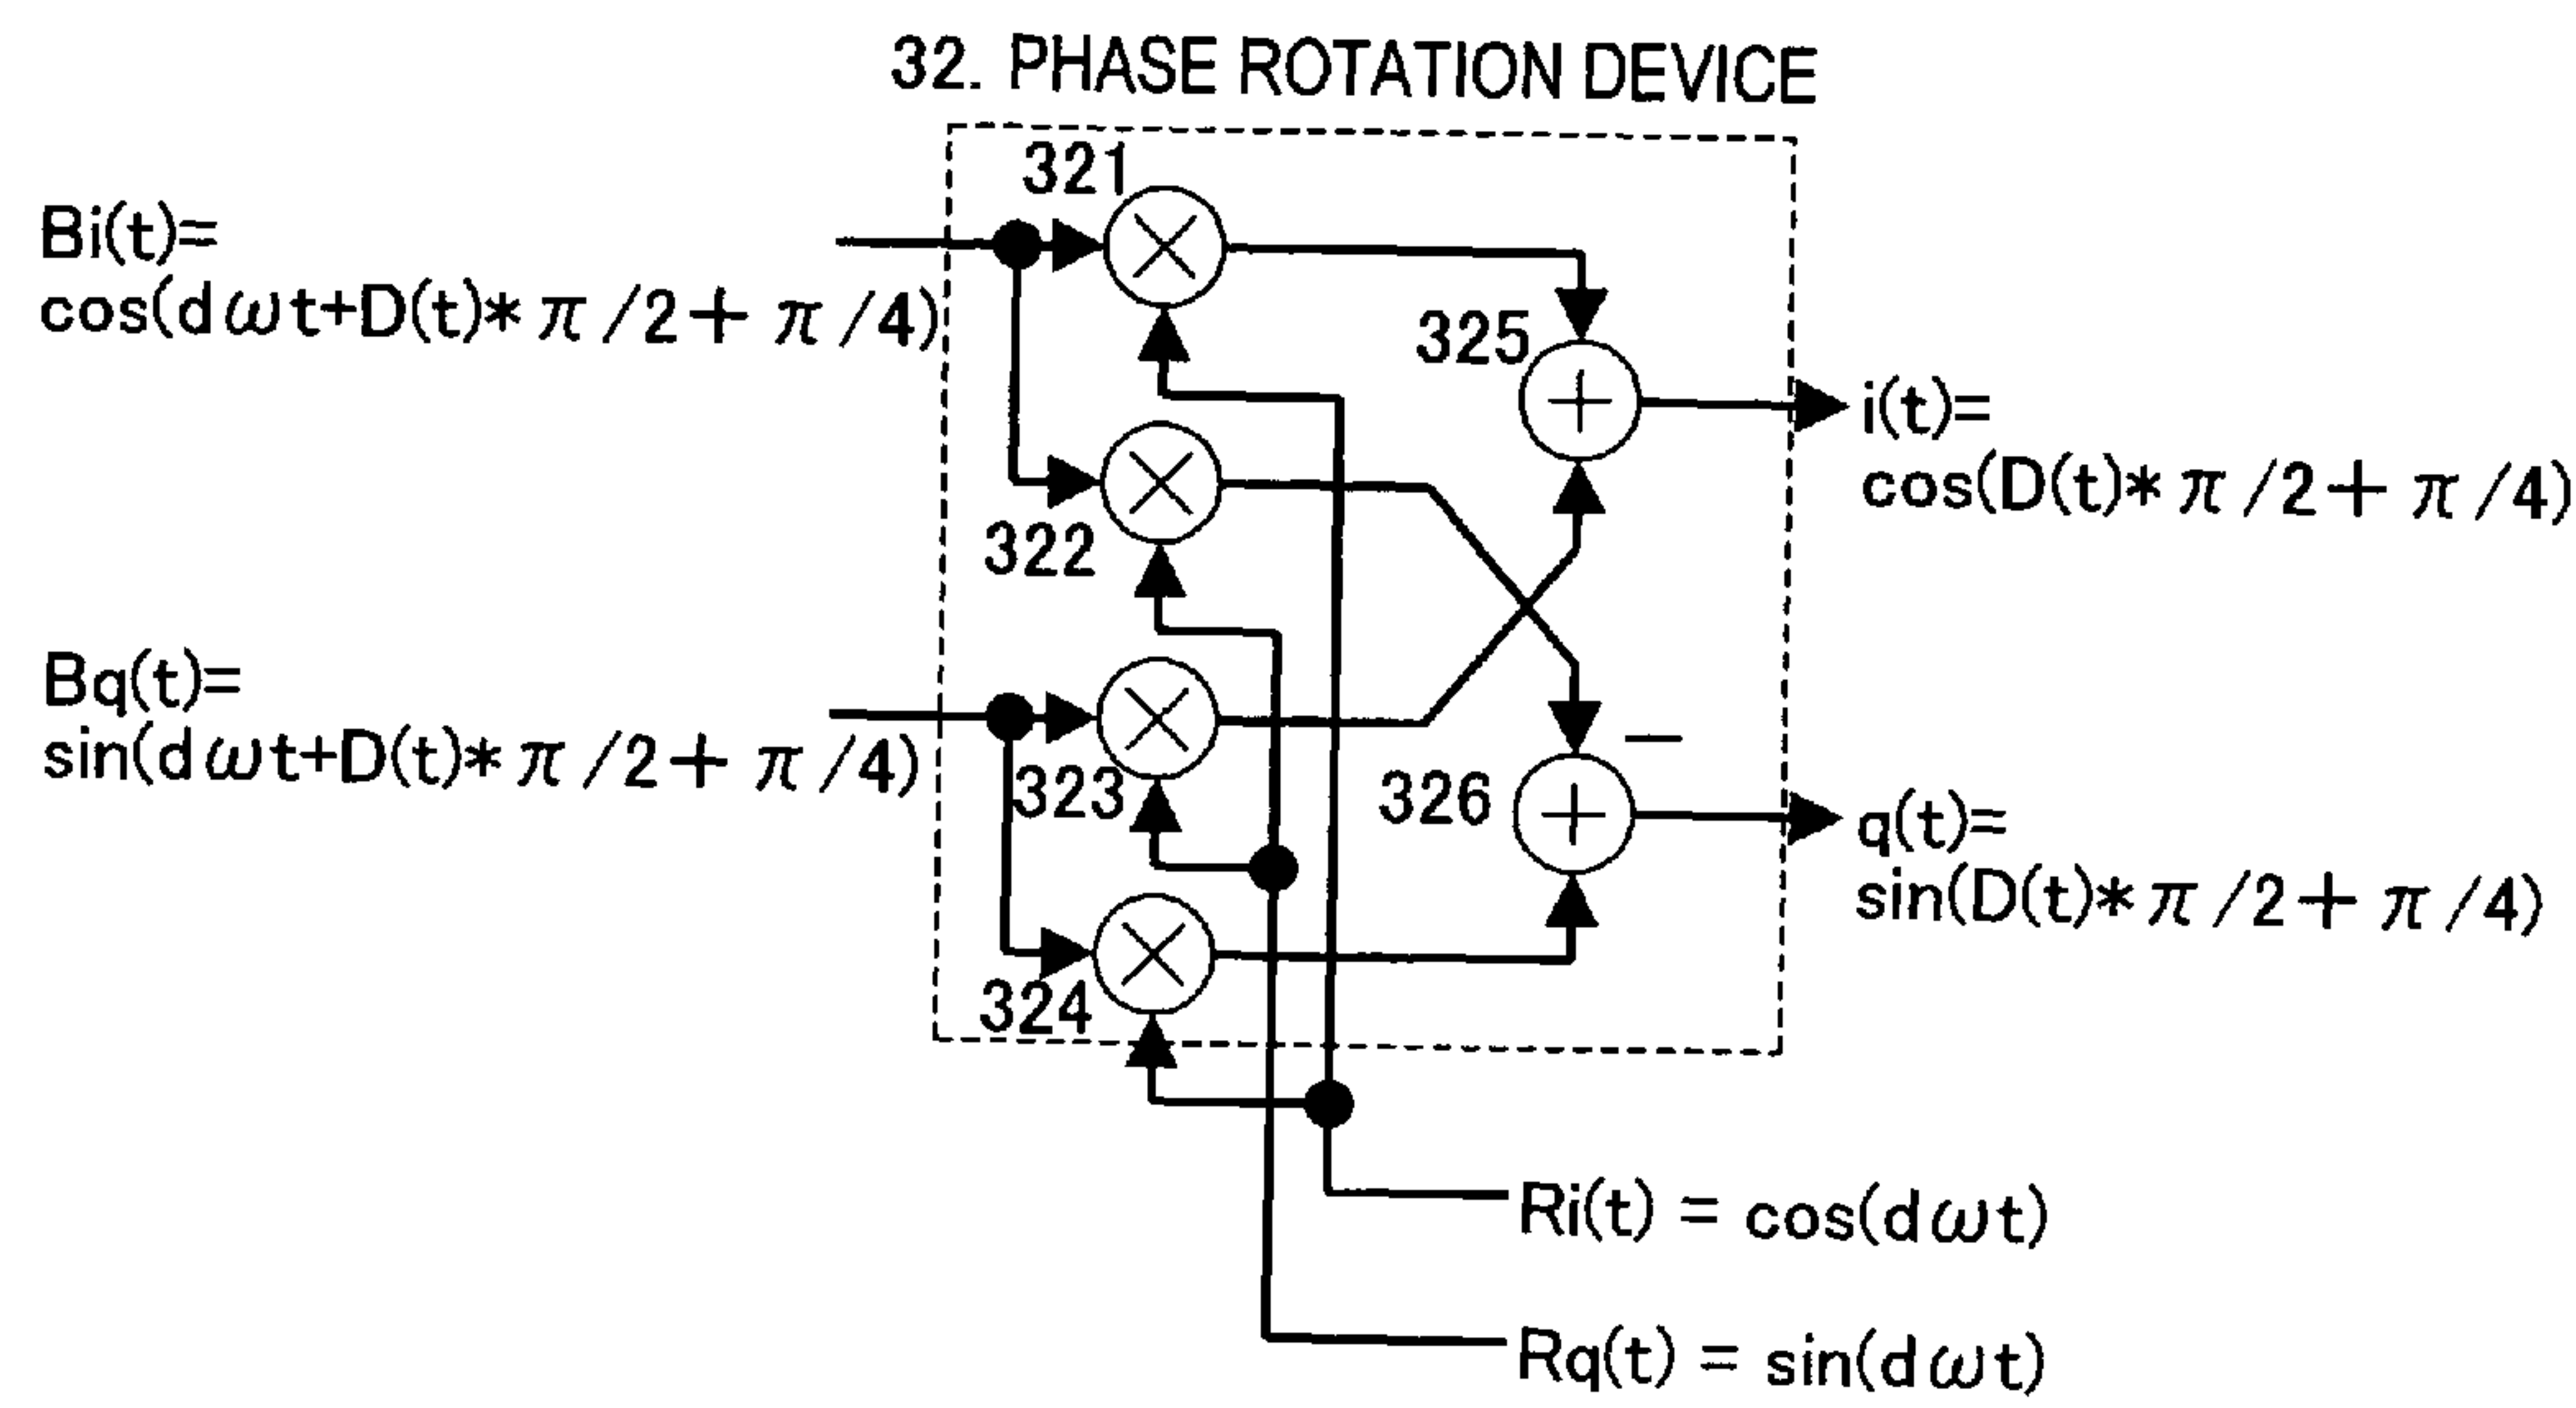 32. PHASE ROTATION DEVICE
321
Bi(t)=
cos(dωt+D(t)*π/2+π/4)
325
i(t)=
cos(D(t)*π/2+π/4)
322
Bq(t)=
sin(dωt+D(t)*π/2+π/4)
−
323
326
q(t)=
sin(D(t)*π/2+π/4)
324
Ri(t) = cos(dωt)
Rq(t) = sin(dωt)